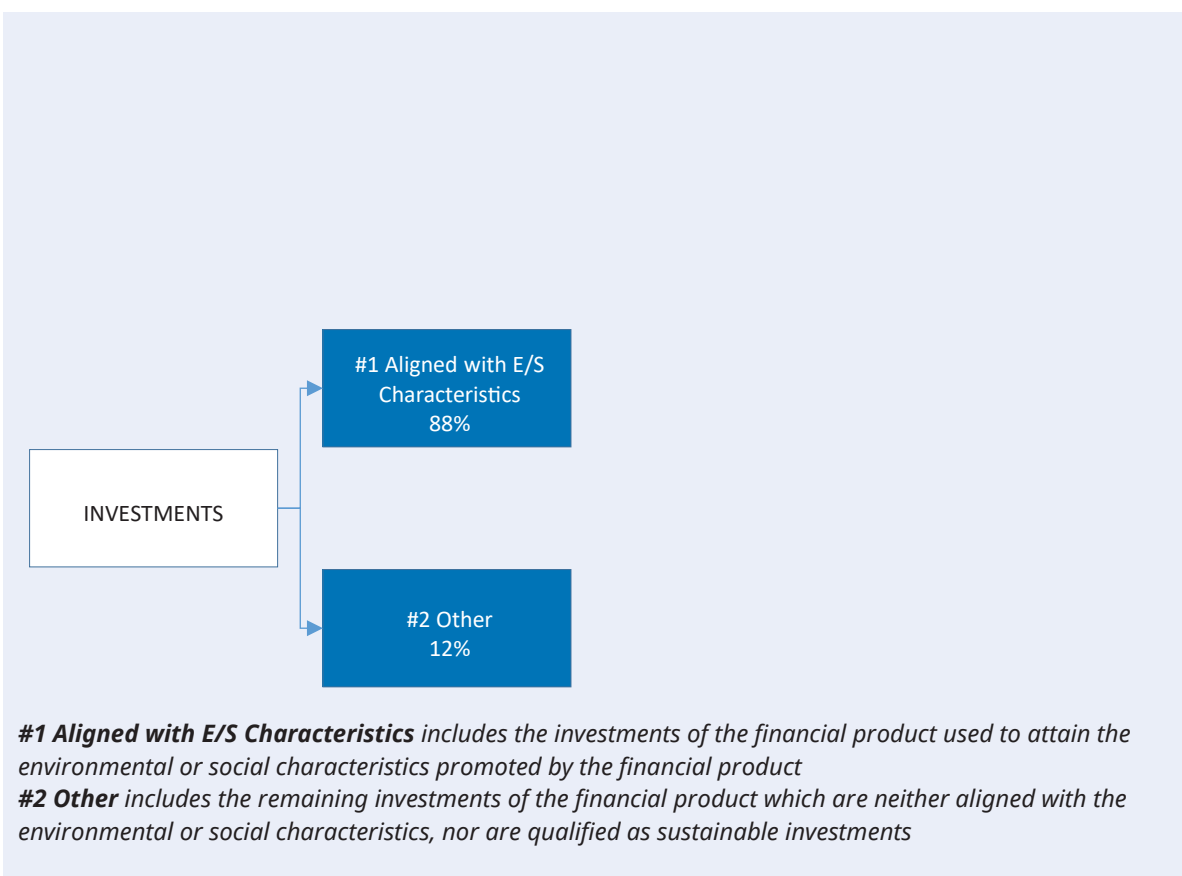 #1 Aligned with E/S
Characteristics
88%
INVESTMENTS
#2 Other
12%
#1 Aligned with E/S Characteristics includes the investments of the financial product used to attain the
environmental or social characteristics promoted by the financial product
#2 Other includes the remaining investments of the financial product which are neither aligned with the
environmental or social characteristics, nor are qualified as sustainable investments